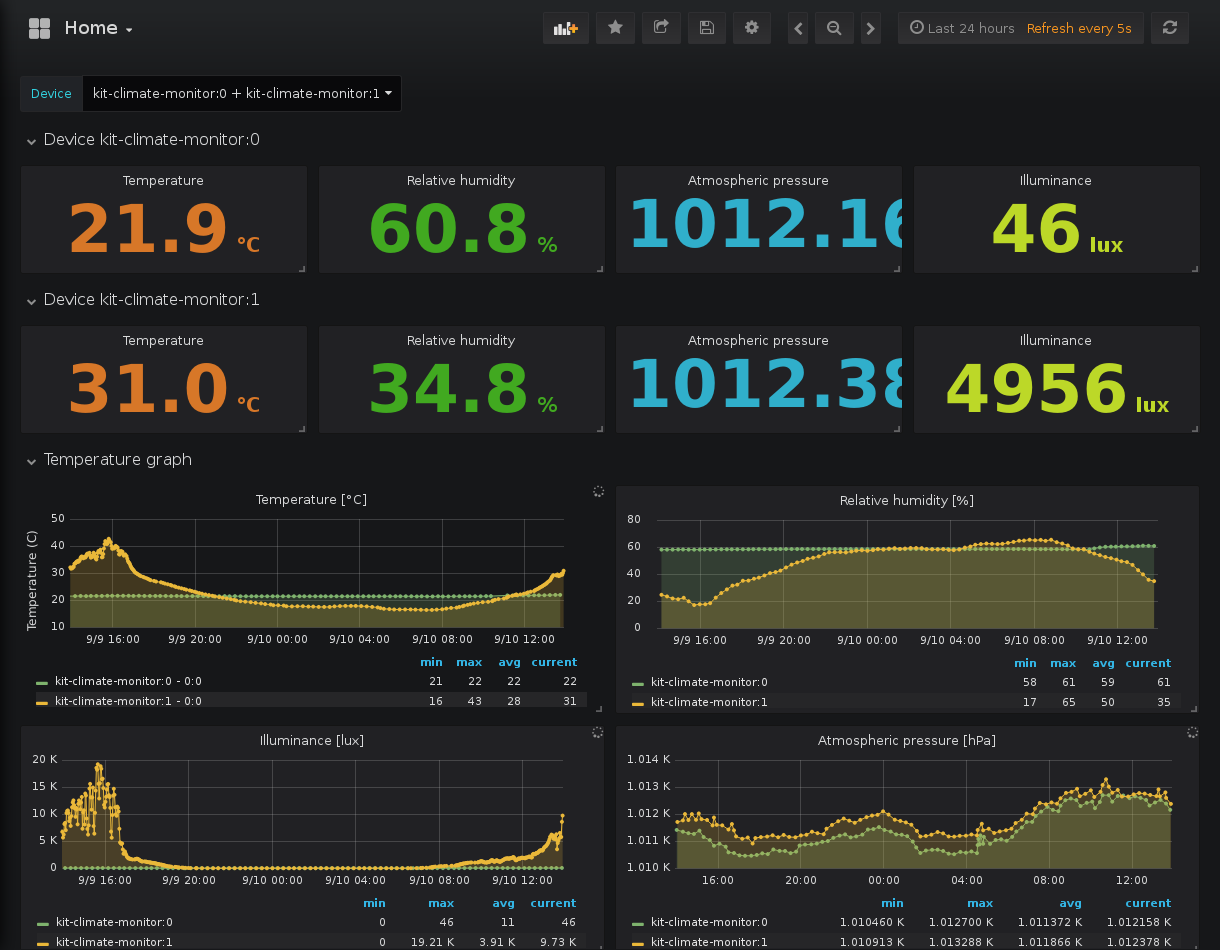 Home
Last 24 hours Refresh every 5s
Device kit-climate-monitor:0 + kit-climate-monitor:1
Device kit-climate-monitor:0
Temperature Relative humidity Atmospheric pressure Illuminance
21.9 °C 60.8 % 1012.16 46 lux
Device kit-climate-monitor:1
Temperature Relative humidity Atmospheric pressure Illuminance
31.0 °C 34.8 % 1012.38 4956 lux
Temperature graph
Temperature [°C]
Temperature (C)
50
40
30
20
10
9/9 16:00 9/9 20:00 9/10 00:00 9/10 04:00 9/10 08:00 9/10 12:00
min max avg current
kit-climate-monitor:0 - 0:0 21 22 22 22
kit-climate-monitor:1 - 0:0 16 43 28 31
Relative humidity [%]
80
60
40
20
0
9/9 16:00 9/9 20:00 9/10 00:00 9/10 04:00 9/10 08:00 9/10 12:00
min max avg current
kit-climate-monitor:0 58 61 59 61
kit-climate-monitor:1 17 65 50 35
Illuminance [lux]
20 K
15 K
10 K
5 K
0
9/9 16:00 9/9 20:00 9/10 00:00 9/10 04:00 9/10 08:00 9/10 12:00
min max avg current
kit-climate-monitor:0 0 46 11 46
kit-climate-monitor:1 0 19.21 K 3.91 K 9.73 K
Atmospheric pressure [hPa]
1.014 K
1.013 K
1.012 K
1.011 K
1.010 K
16:00 20:00 00:00 04:00 08:00 12:00
min max avg current
kit-climate-monitor:0 1.010460 K 1.012700 K 1.011372 K 1.012158 K
kit-climate-monitor:1 1.010913 K 1.013288 K 1.011866 K 1.012378 K